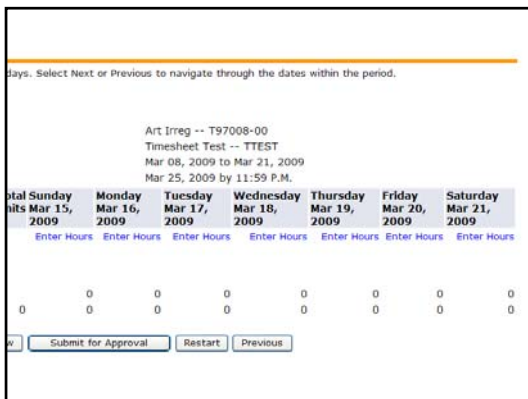 days. Select Next or Previous to navigate through the dates within the period.
Art Irreg -- T97008-00
Timesheet Test -- TTEST
Mar 08, 2009 to Mar 21, 2009
Mar 25, 2009 by 11:59 P.M.
otal Sunday Monday Tuesday Wednesday Thursday Friday Saturday
nits Mar 15, Mar 16, Mar 17, Mar 18, Mar 19, Mar 20, Mar 21,
2009 2009 2009 2009 2009 2009 2009
Enter Hours Enter Hours Enter Hours Enter Hours Enter Hours Enter Hours Enter Hours
0 0 0 0 0 0 0
0 0 0 0 0 0 0 0
w Submit for Approval Restart Previous